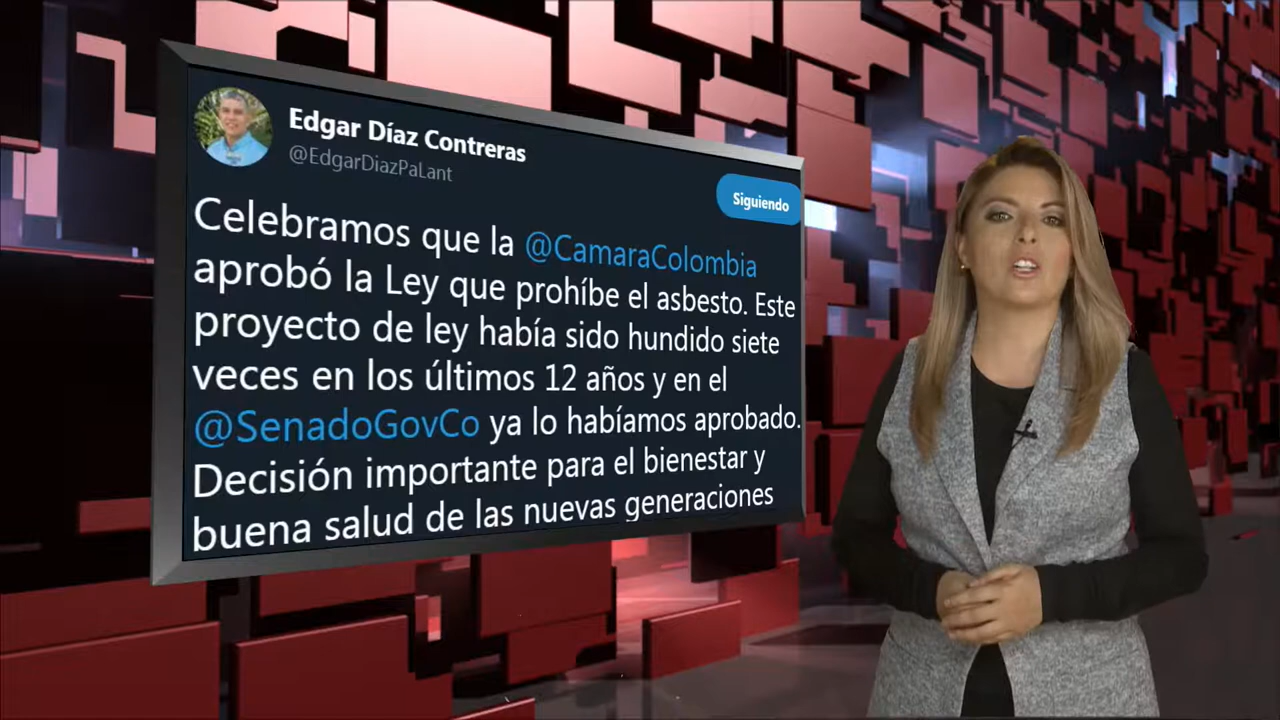 Edgar Díaz Contreras
@EdgarDiazPaLant
Siguiendo
Celebramos que la @CamaraColombia
aprobó la Ley que prohíbe el asbesto. Este
proyecto de ley había sido hundido siete
veces en los últimos 12 años y en el
@SenadoGovCo ya lo habíamos aprobado.
Decisión importante para el bienestar y
buena salud de las nuevas generaciones